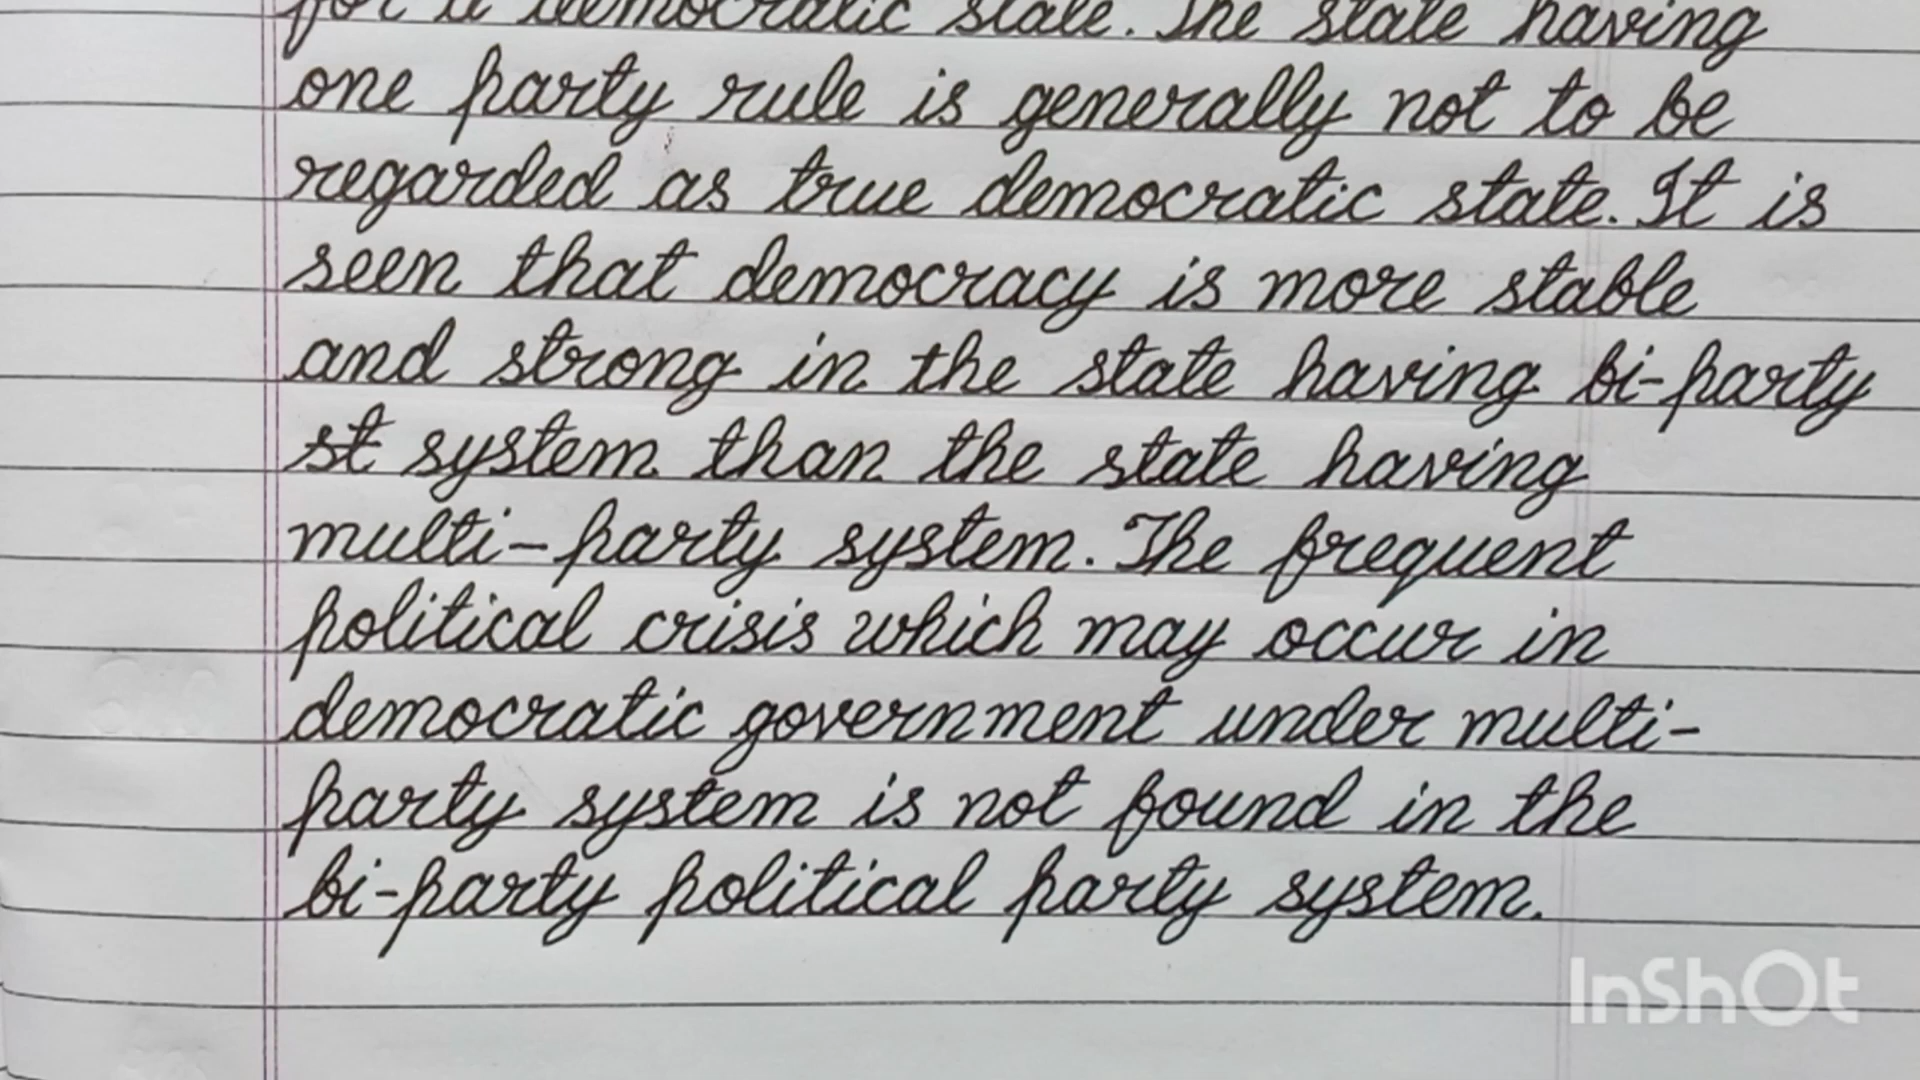 for a democratic state. The state having
one party rule is generally not to be
regarded as true democratic state. It is
seen that democracy is more stable
and strong in the state having bi-party
st system than the state having
multi-party system. The frequent
political crisis which may occur in
democratic government under multi-
party system is not found in the
bi-party political party system.
InShOt